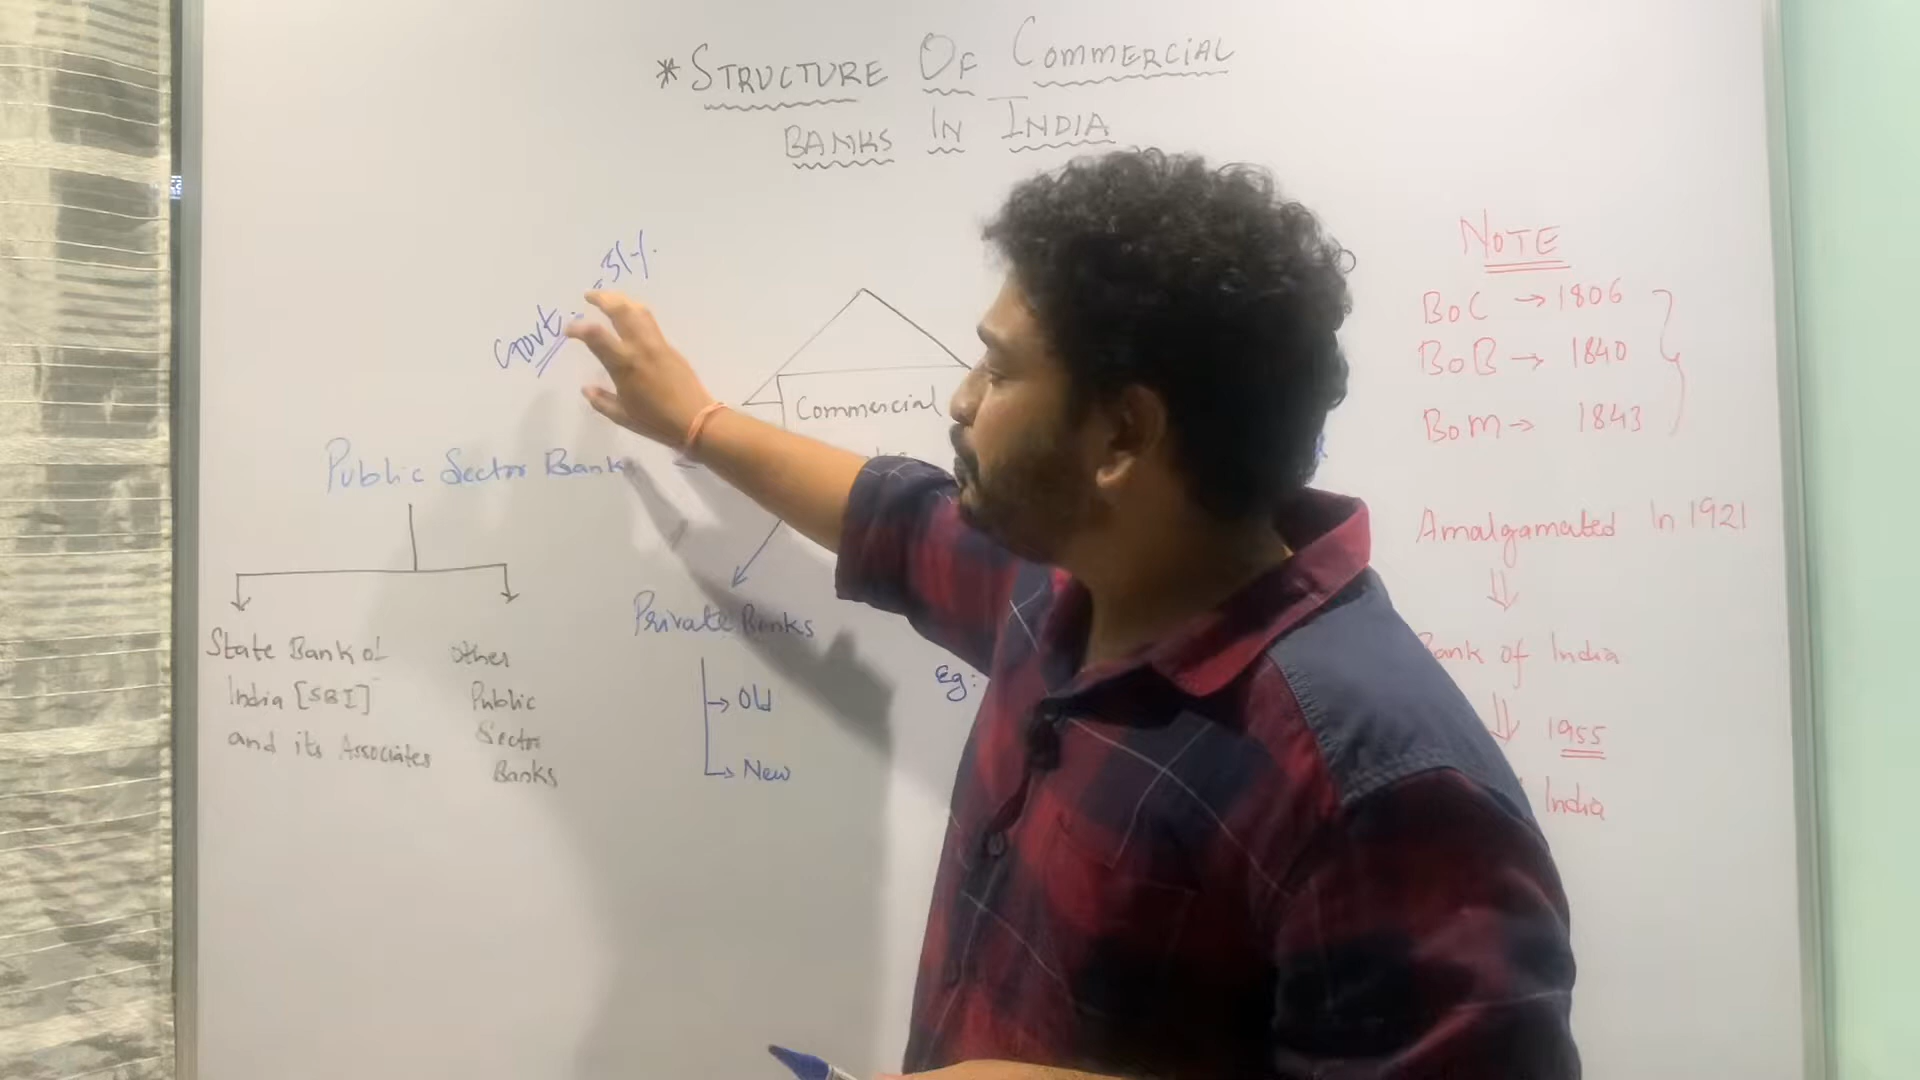 * STRUCTURE OF COMMERCIAL
BANKS IN INDIA
Govt
51%
Commercial
Public Sector Banks
State Bank of
India [SBI]
and its Associates
Other
Public
Sector
Banks
Private Banks
→ Old
→ New
Eg:
NOTE
BoC → 1806
BoB → 1840
BoM → 1843
Amalgamated In 1921
⇓
Bank of India
⇓ 1955
India